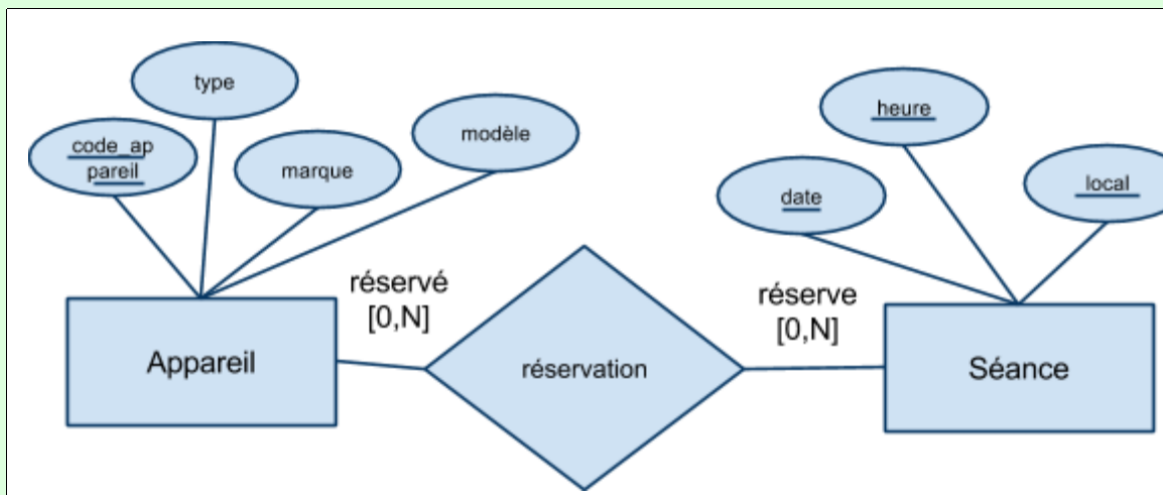 type
heure
code_ap
pareil
modèle
marque
date
local
réservé
[0,N]
réserve
[0,N]
Appareil
réservation
Séance